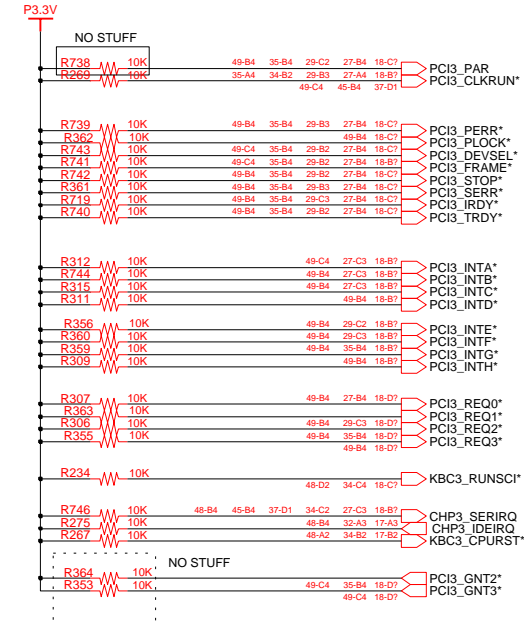 P3.3V
NO STUFF
R738 10K 49-B4 35-B4 29-C2 27-B4 18-C? PCI3_PAR
R269 10K 35-A4 34-B2 29-B3 27-A4 18-B? PCI3_CLKRUN*
49-C4 45-B4 37-D1
R739 10K 49-B4 35-B4 29-B3 27-B4 18-C? PCI3_PERR*
R362 10K 49-B4 18-C? PCI3_PLOCK*
R743 10K 49-C4 35-B4 29-B2 27-B4 18-C? PCI3_DEVSEL*
R741 10K 49-C4 35-B4 29-B2 27-B4 18-B? PCI3_FRAME*
R742 10K 49-B4 35-B4 29-B2 27-B4 18-C? PCI3_STOP*
R361 10K 49-B4 35-B4 29-B3 27-B4 18-C? PCI3_SERR*
R719 10K 49-B4 35-B4 29-C3 27-B4 18-C? PCI3_IRDY*
R740 10K 49-B4 35-B4 29-B2 27-B4 18-C? PCI3_TRDY*
R312 10K 49-C4 27-C3 18-B? PCI3_INTA*
R744 10K 49-B4 27-C3 18-B? PCI3_INTB*
R315 10K 49-B4 27-C3 18-B? PCI3_INTC*
R311 10K 49-B4 18-B? PCI3_INTD*
R356 10K 49-B4 29-C2 18-B? PCI3_INTE*
R360 10K 49-B4 29-C3 18-B? PCI3_INTF*
R359 10K 49-B4 35-B4 18-B? PCI3_INTG*
R309 10K 49-B4 18-B? PCI3_INTH*
R307 10K 49-B4 27-B4 18-D? PCI3_REQ0*
R363 10K PCI3_REQ1*
R306 10K 49-B4 29-C3 18-D? PCI3_REQ2*
R355 10K 49-B4 35-B4 18-D? PCI3_REQ3*
49-B4 18-D?
R234 10K KBC3_RUNSCI*
48-D2 34-C4 18-C?
R746 10K 48-B4 45-B4 37-D1 34-C2 27-C3 18-B? CHP3_SERIRQ
R275 10K 48-B4 32-A3 17-A3 CHP3_IDEIRQ
R267 10K 48-A2 34-B2 17-B2 KBC3_CPURST*
NO STUFF
R364 10K PCI3_GNT2*
R353 10K 49-C4 35-B4 18-D? PCI3_GNT3*
49-C4 18-D?